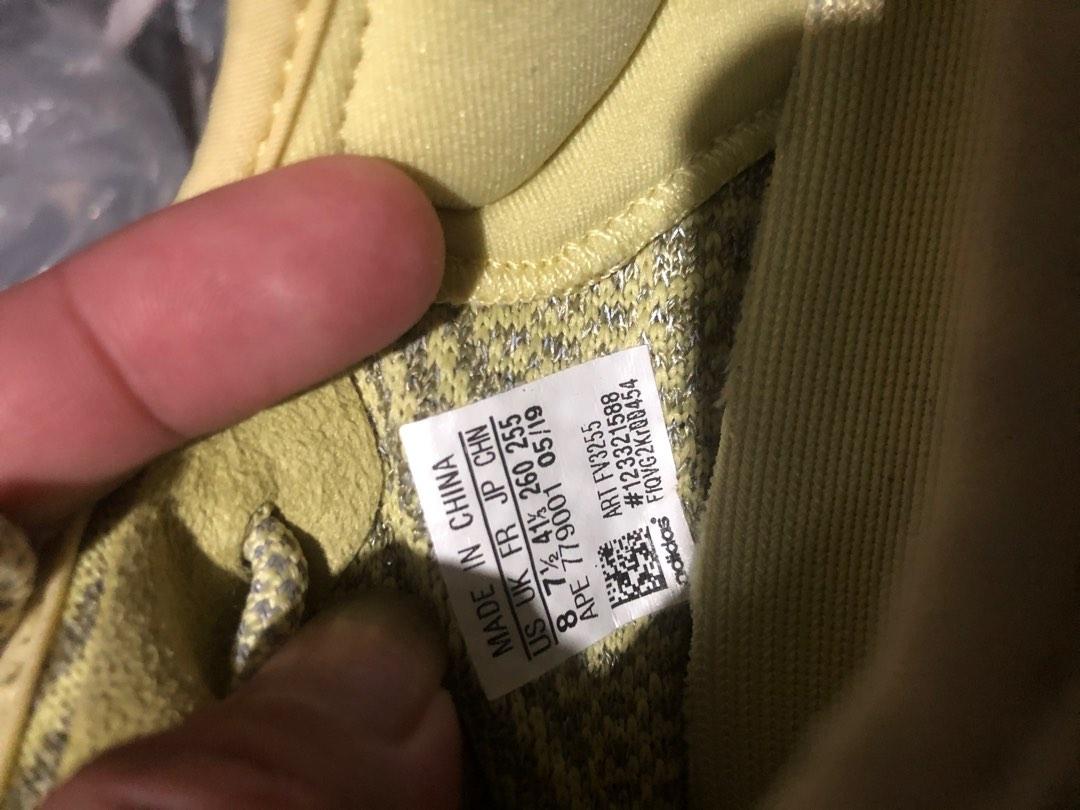 MADE IN CHINA
US UK FR JP CHN
8 7½ 41⅓ 260 255
APE 779001 05/19
ART FV3255
#123321588
adidas